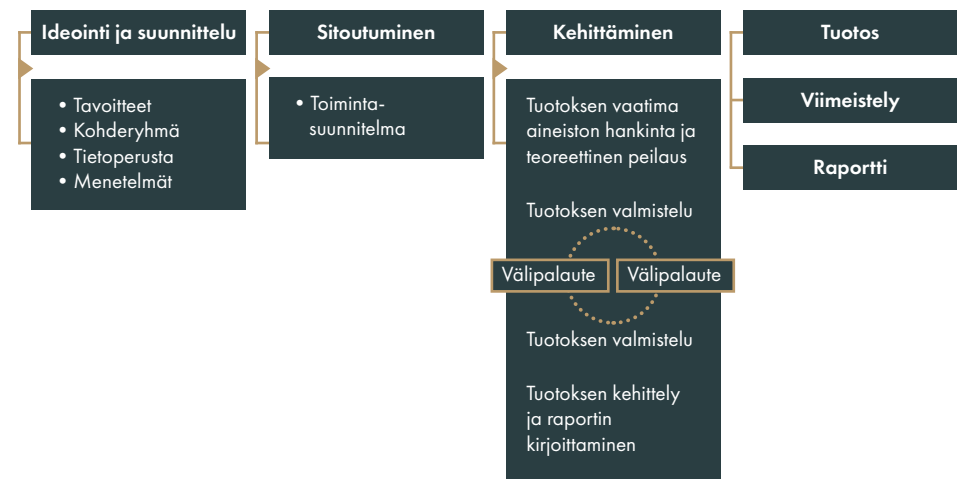 Ideointi ja suunnittelu
• Tavoitteet
• Kohderyhmä
• Tietoperusta
• Menetelmät
Sitoutuminen
• Toiminta-
suunnitelma
Kehittäminen
Tuotoksen vaatima
aineiston hankinta ja
teoreettinen peilaus
Tuotoksen valmistelu
Välipalaute
Välipalaute
Tuotoksen valmistelu
Tuotoksen kehittely
ja raportin
kirjoittaminen
Tuotos
Viimeistely
Raportti